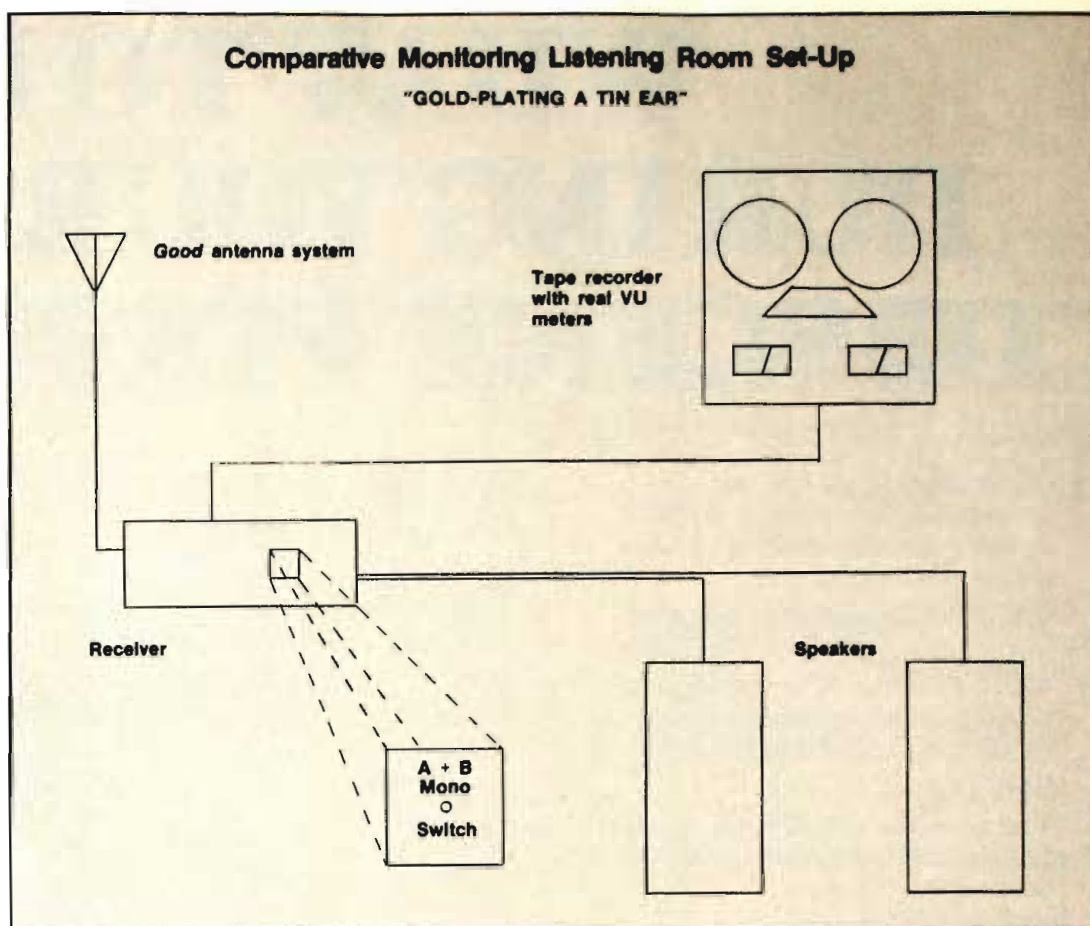 Comparative Monitoring Listening Room Set-Up
"GOLD-PLATING A TIN EAR"
Good antenna system
Tape recorder
with real VU
meters
Receiver
Speakers
A + B
Mono
Switch